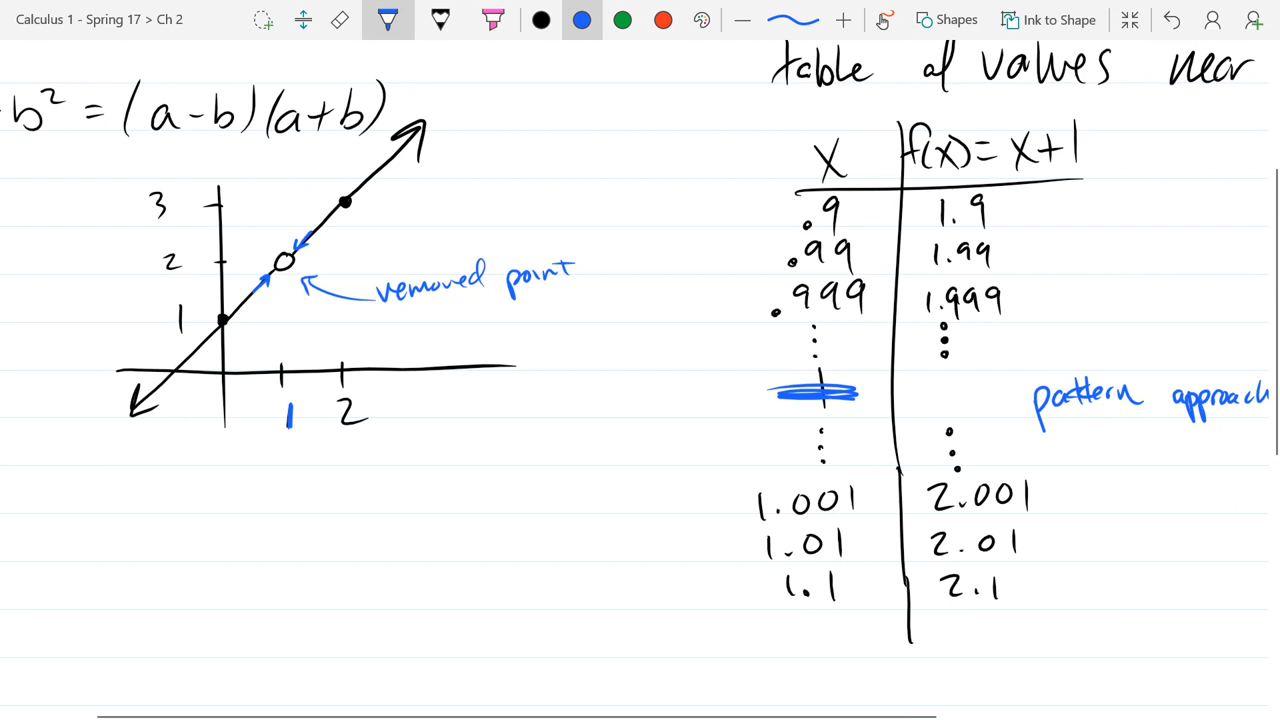 Calculus 1 - Spring 17 > Ch 2
Shapes
Ink to Shape
b² = (a-b)(a+b)
3
2
1
1
2
removed point
table of values near
x
f(x) = x+1
.9
1.9
.99
1.99
.999
1.999
pattern approach
1.001
2.001
1.01
2.01
1.1
2.1